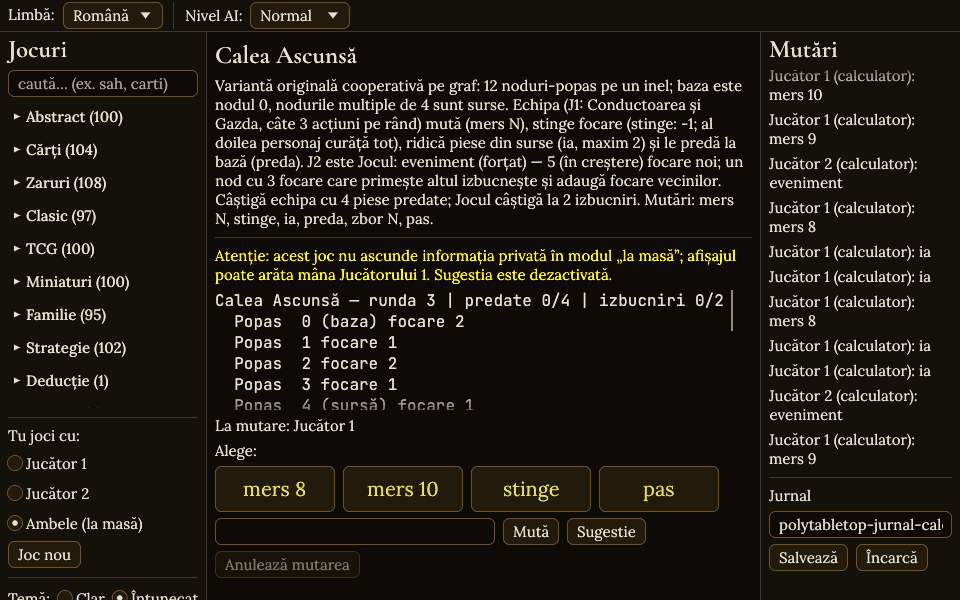 Limbă: Română ▼ Nivel AI: Normal ▼
Jocuri
caută... (ex. sah, carti)
▸ Abstract (100)
▸ Cărți (104)
▸ Zaruri (108)
▸ Clasic (97)
▸ TCG (100)
▸ Miniaturi (100)
▸ Familie (95)
▸ Strategie (102)
▸ Deducție (1)
Tu joci cu:
Jucător 1
Jucător 2
Ambele (la masă)
Joc nou
Temă: Clar Întunecat
Calea Ascunsă
Variantă originală cooperativă pe graf: 12 noduri-popas pe un inel; baza este
nodul 0, nodurile multiple de 4 sunt surse. Echipa (J1: Conductoarea și
Gazda, câte 3 acțiuni pe rând) mută (mers N), stinge focare (stinge: -1; al
doilea personaj curăță tot), ridică piese din surse (ia, maxim 2) și le predă la
bază (preda). J2 este Jocul: eveniment (forțat) — 5 (în creștere) focare noi; un
nod cu 3 focare care primește altul izbucnește și adaugă focare vecinilor.
Câștigă echipa cu 4 piese predate; Jocul câștigă la 2 izbucniri. Mutări: mers
N, stinge, ia, preda, zbor N, pas.
Atenție: acest joc nu ascunde informația privată în modul „la masă”; afișajul
poate arăta mâna Jucătorului 1. Sugestia este dezactivată.
Calea Ascunsă — runda 3 | predate 0/4 | izbucniri 0/2
Popas 0 (baza) focare 2
Popas 1 focare 1
Popas 2 focare 2
Popas 3 focare 1
Popas 4 (sursă) focare 1
La mutare: Jucător 1
Alege:
mers 8 mers 10 stinge pas
Mută Sugestie
Anulează mutarea
Mutări
Jucător 1 (calculator):
mers 10
Jucător 1 (calculator):
mers 9
Jucător 2 (calculator):
eveniment
Jucător 1 (calculator):
mers 8
Jucător 1 (calculator): ia
Jucător 1 (calculator): ia
Jucător 1 (calculator):
mers 8
Jucător 1 (calculator): ia
Jucător 1 (calculator): ia
Jucător 2 (calculator):
eveniment
Jucător 1 (calculator):
mers 9
Jurnal
polytabletop-jurnal-cal
Salvează Încarcă